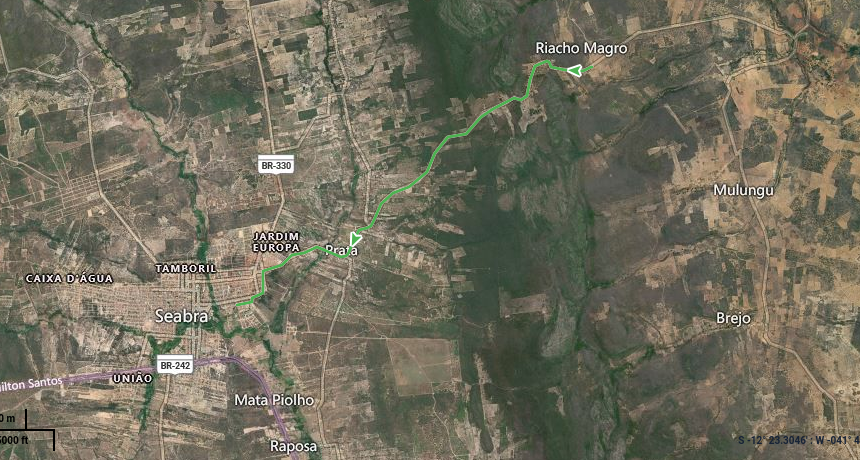 Riacho Magro
BR-330
Mulungu
JARDIM
EUROPA
Prata
CAIXA D'ÁGUA
TAMBORIL
Seabra
Brejo
BR-242
ilton Santos
UNIÃO
Mata Piolho
0 m
5000 ft
Raposa
S -12° 23.3046' ; W -041° 4